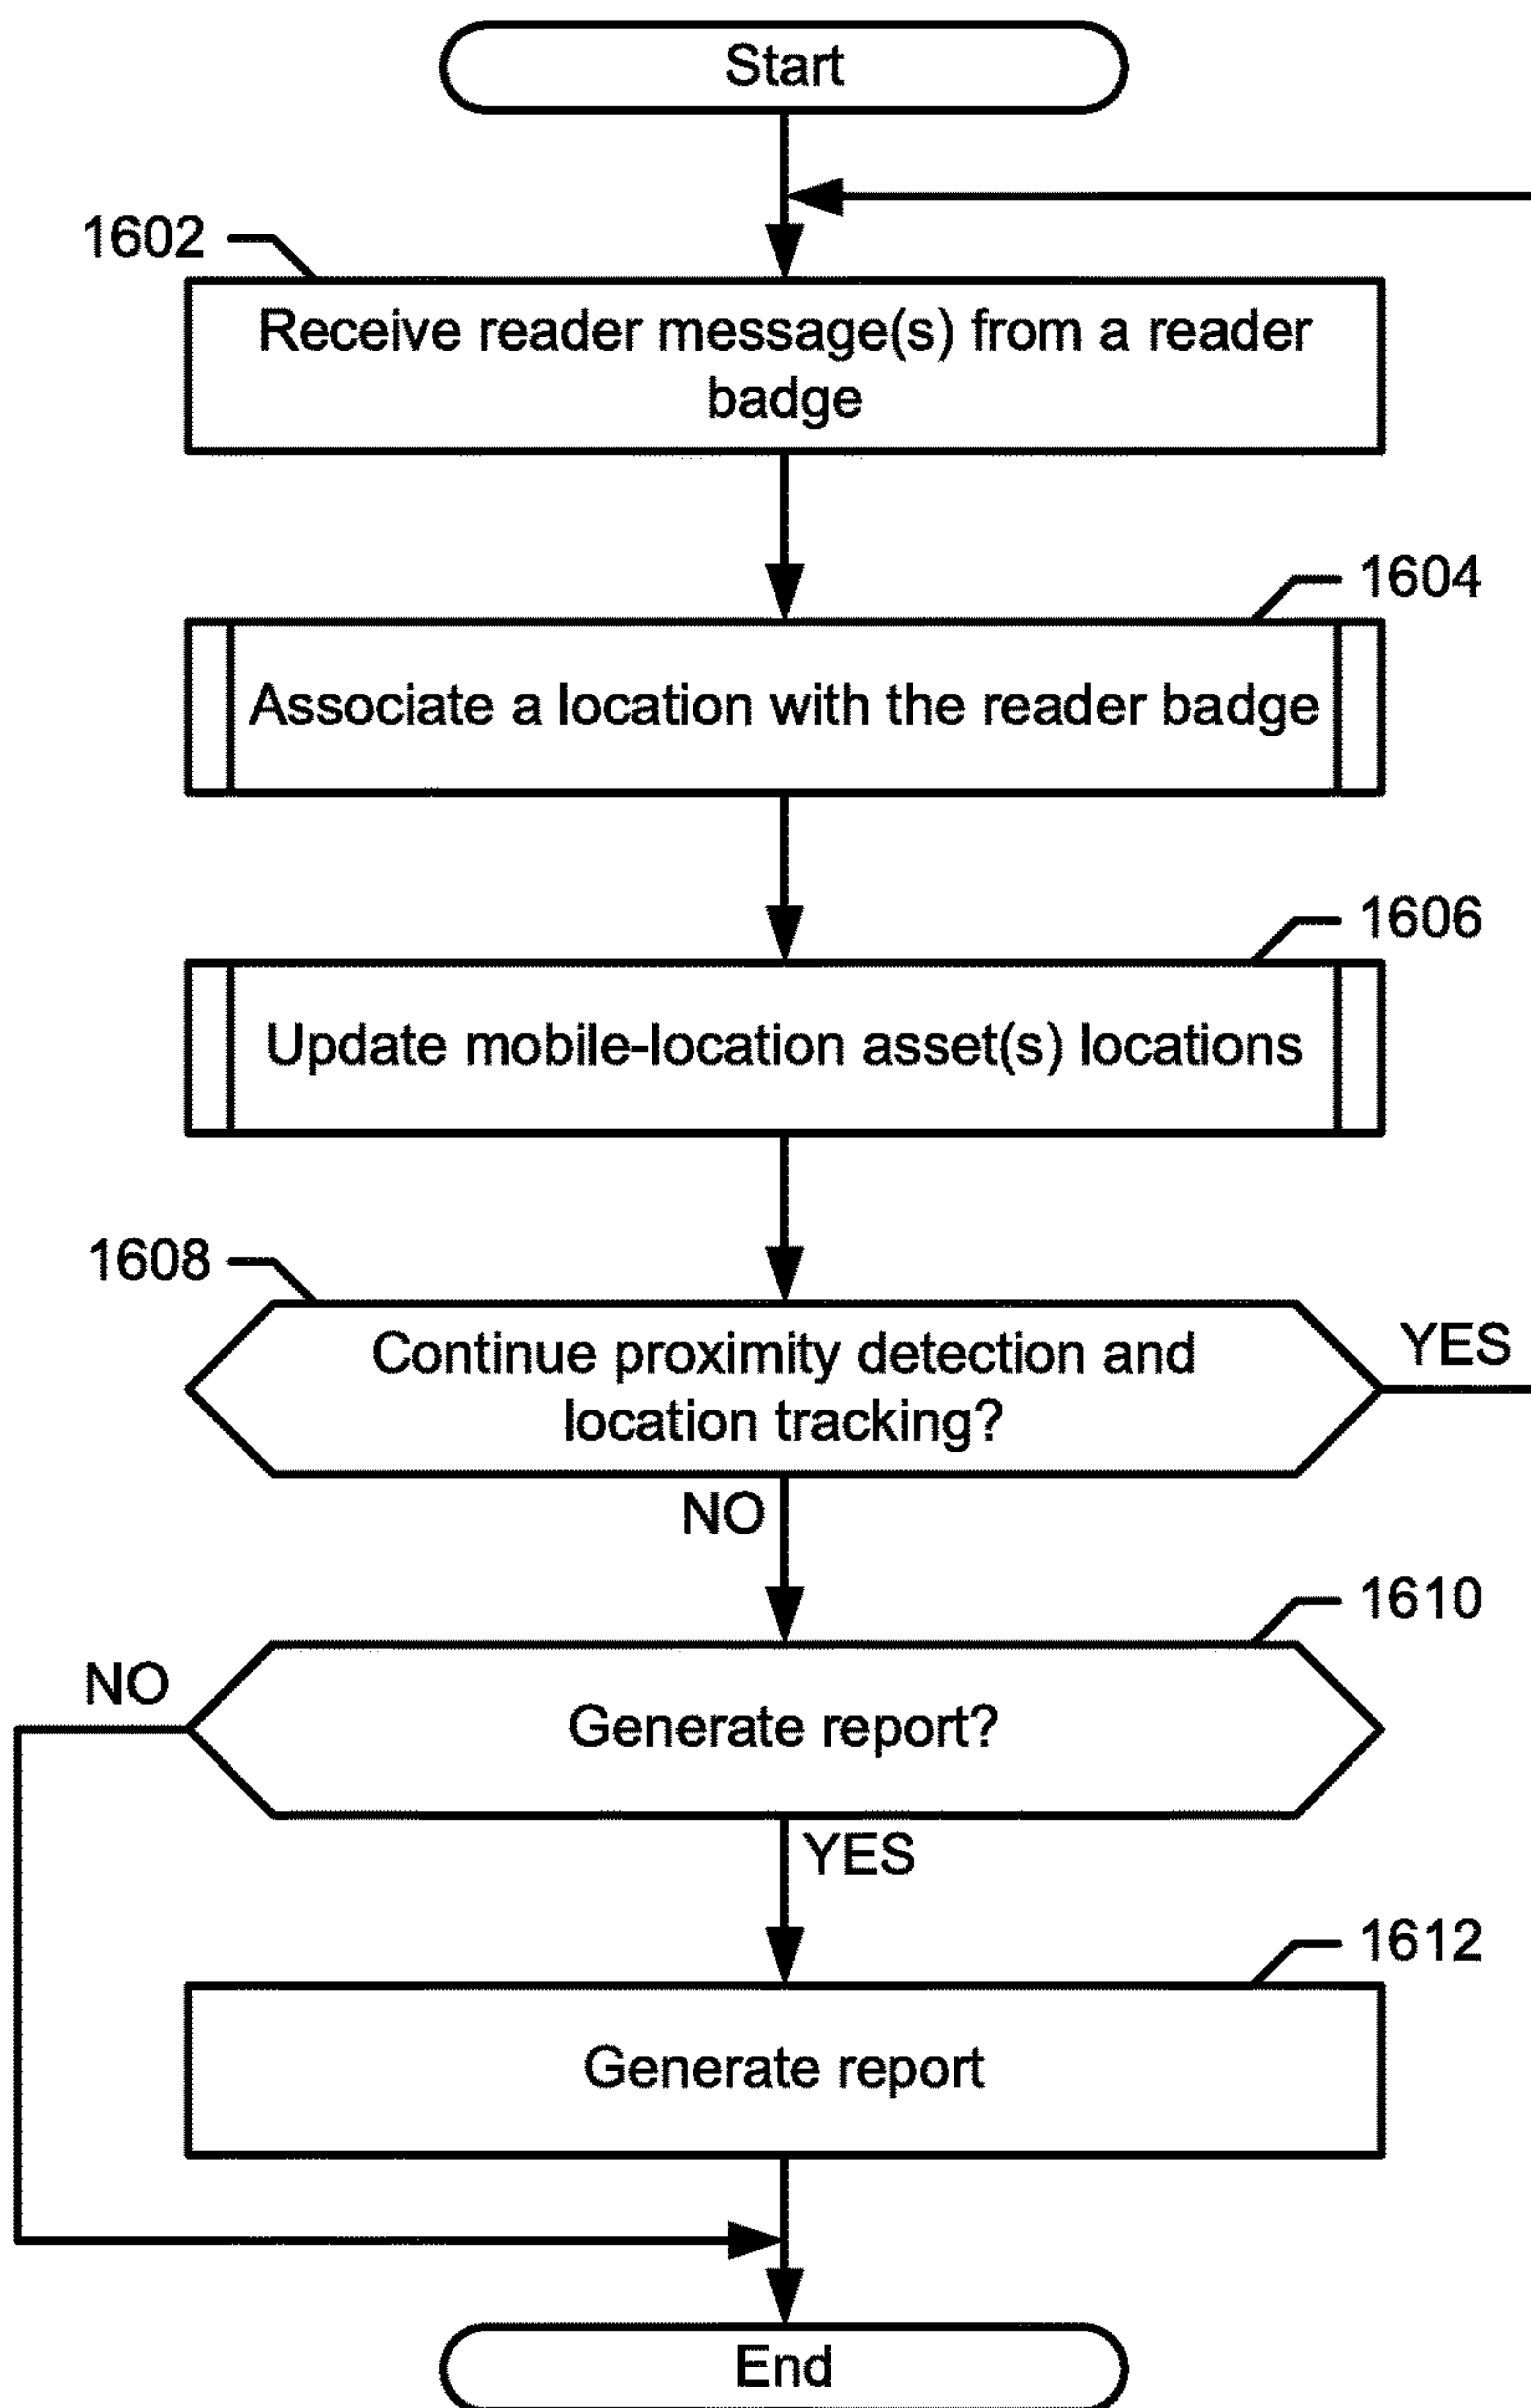 Start
1602
Receive reader message(s) from a reader
badge
1604
Associate a location with the reader badge
1606
Update mobile-location asset(s) locations
1608
Continue proximity detection and
location tracking?
YES
NO
1610
NO
Generate report?
YES
1612
Generate report
End